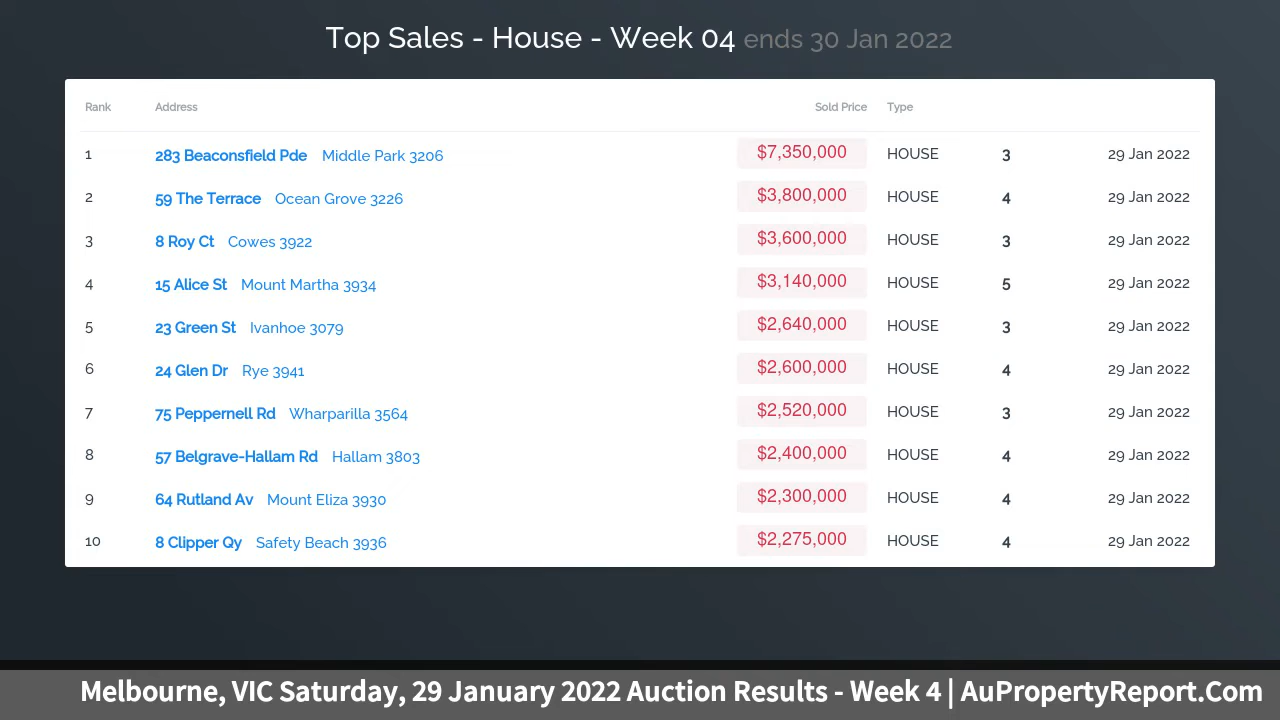 Top Sales - House - Week 04 ends 30 Jan 2022
Rank Address Sold Price Type
1 283 Beaconsfield Pde Middle Park 3206 $7,350,000 HOUSE 3 29 Jan 2022
2 59 The Terrace Ocean Grove 3226 $3,800,000 HOUSE 4 29 Jan 2022
3 8 Roy Ct Cowes 3922 $3,600,000 HOUSE 3 29 Jan 2022
4 15 Alice St Mount Martha 3934 $3,140,000 HOUSE 5 29 Jan 2022
5 23 Green St Ivanhoe 3079 $2,640,000 HOUSE 3 29 Jan 2022
6 24 Glen Dr Rye 3941 $2,600,000 HOUSE 4 29 Jan 2022
7 75 Peppernell Rd Wharparilla 3564 $2,520,000 HOUSE 3 29 Jan 2022
8 57 Belgrave-Hallam Rd Hallam 3803 $2,400,000 HOUSE 4 29 Jan 2022
9 64 Rutland Av Mount Eliza 3930 $2,300,000 HOUSE 4 29 Jan 2022
10 8 Clipper Qy Safety Beach 3936 $2,275,000 HOUSE 4 29 Jan 2022
Melbourne, VIC Saturday, 29 January 2022 Auction Results - Week 4 | AuPropertyReport.Com